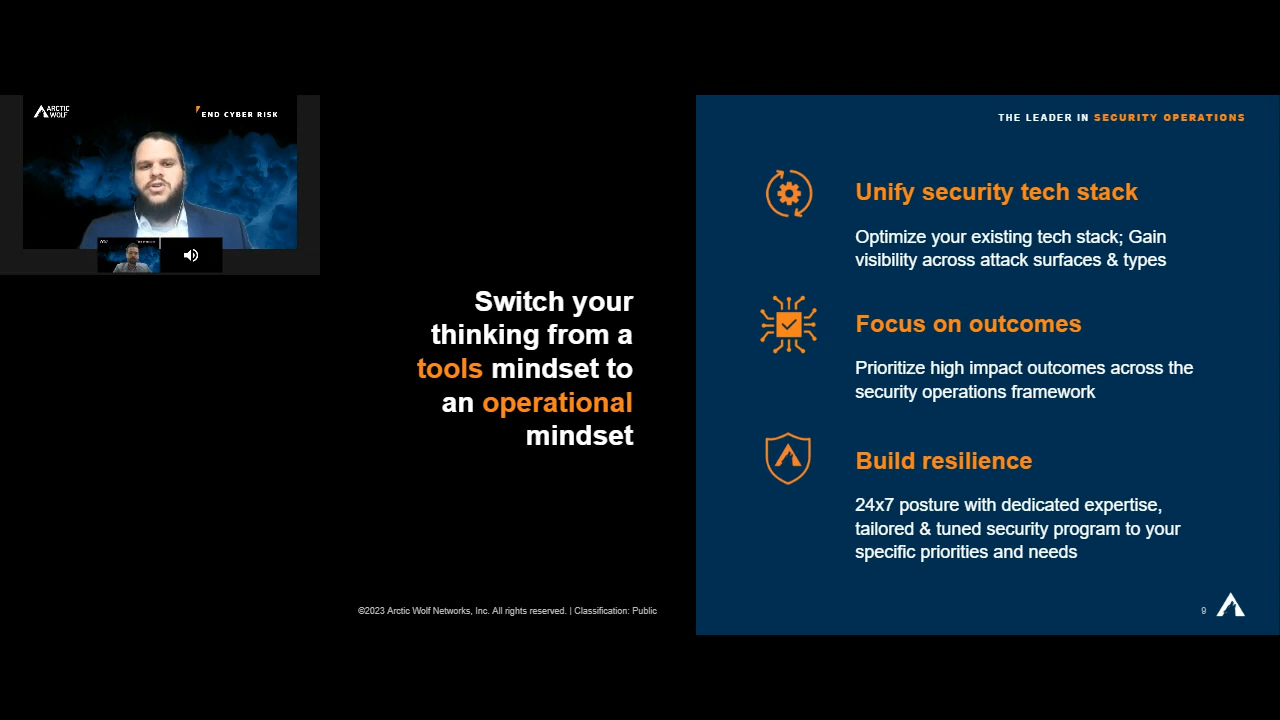 ARCTIC
WOLF
END CYBER RISK
Switch your
thinking from a
tools mindset to
an operational
mindset
©2023 Arctic Wolf Networks, Inc. All rights reserved. | Classification: Public
THE LEADER IN SECURITY OPERATIONS
Unify security tech stack
Optimize your existing tech stack; Gain
visibility across attack surfaces & types
Focus on outcomes
Prioritize high impact outcomes across the
security operations framework
Build resilience
24x7 posture with dedicated expertise,
tailored & tuned security program to your
specific priorities and needs
9